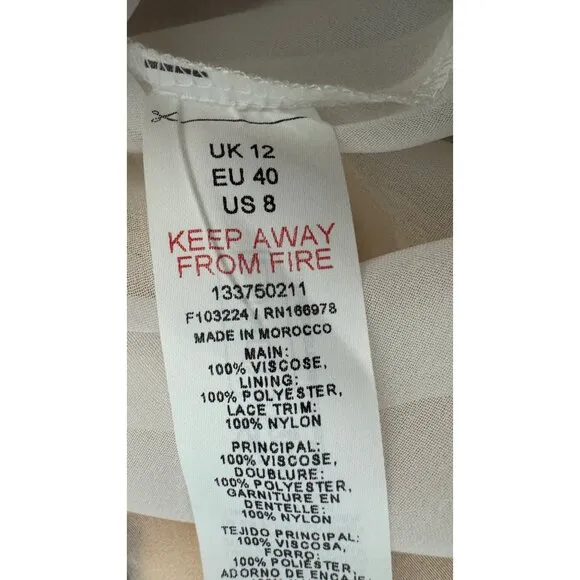 UK 12
EU 40
US 8
KEEP AWAY
FROM FIRE
133750211
F103224 / RN166978
MADE IN MOROCCO
MAIN:
100% VISCOSE,
LINING:
100% POLYESTER,
LACE TRIM:
100% NYLON
PRINCIPAL:
100% VISCOSE,
DOUBLURE:
100% POLYESTER,
GARNITURE EN
DENTELLE:
100% NYLON
TEJIDO PRINCIPAL:
100% VISCOSA,
FORRO:
100% POLIÉSTER,
ADORNO DE ENCAJE: